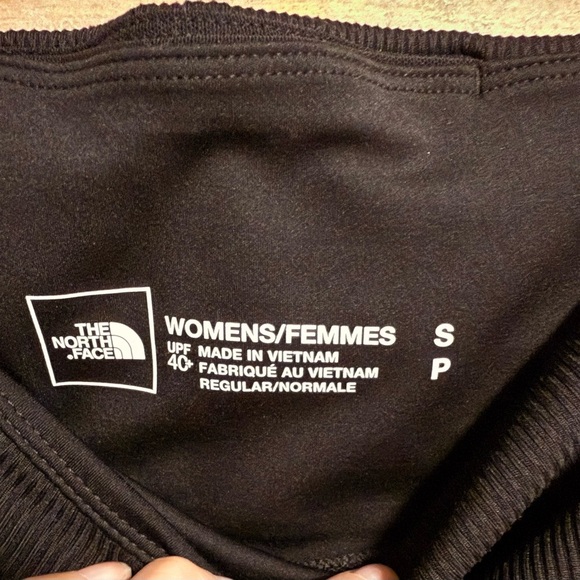 THE
NORTH
FACE
WOMENS/FEMMES S
UPF MADE IN VIETNAM P
40+ FABRIQUÉ AU VIETNAM
REGULAR/NORMALE